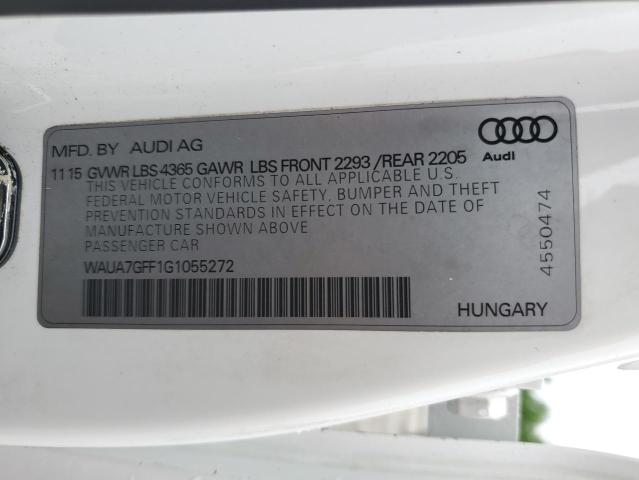 MFD. BY AUDI AG
11 15 GVWR LBS 4365 GAWR LBS FRONT 2293 /REAR 2205
THIS VEHICLE CONFORMS TO ALL APPLICABLE U.S.
FEDERAL MOTOR VEHICLE SAFETY, BUMPER AND THEFT
PREVENTION STANDARDS IN EFFECT ON THE DATE OF
MANUFACTURE SHOWN ABOVE
PASSENGER CAR
WAUA7GFF1G1055272
HUNGARY
Audi
4550474